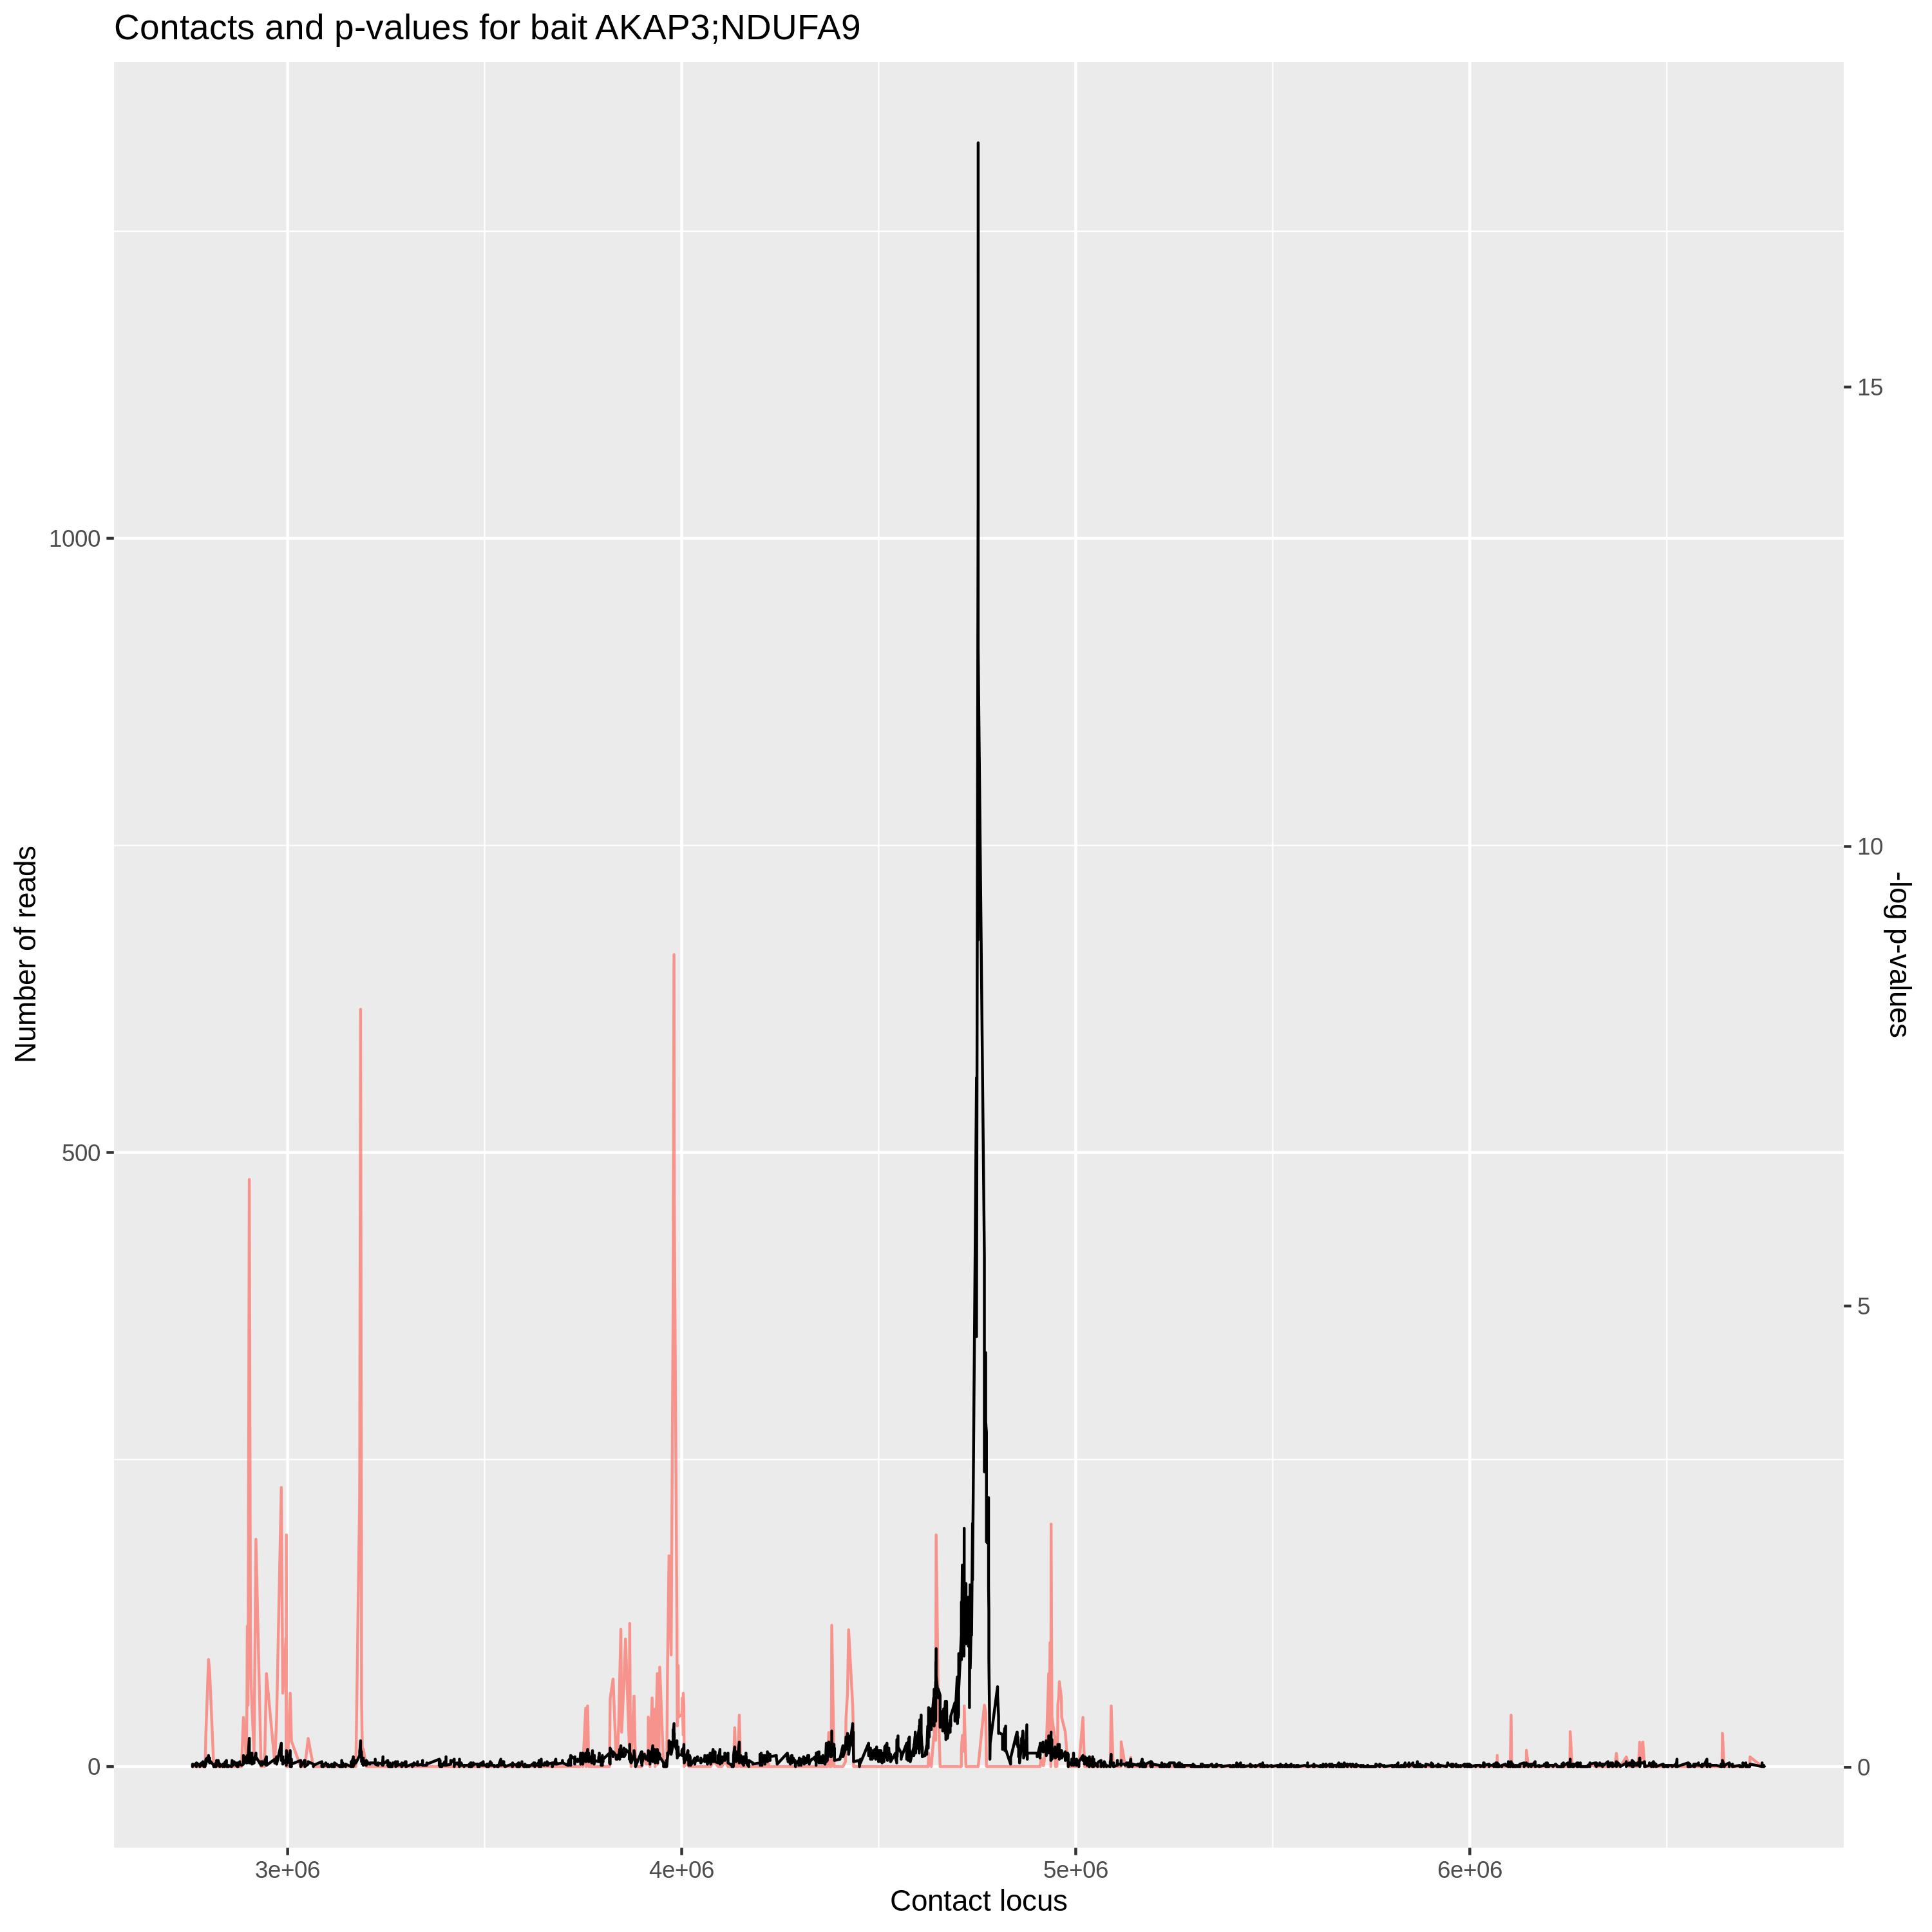 Contacts and p-values for bait AKAP3;NDUFA9
Number of reads
1000
500
0
15
10
5
0
-log p-values
3e+06 4e+06 5e+06 6e+06
Contact locus